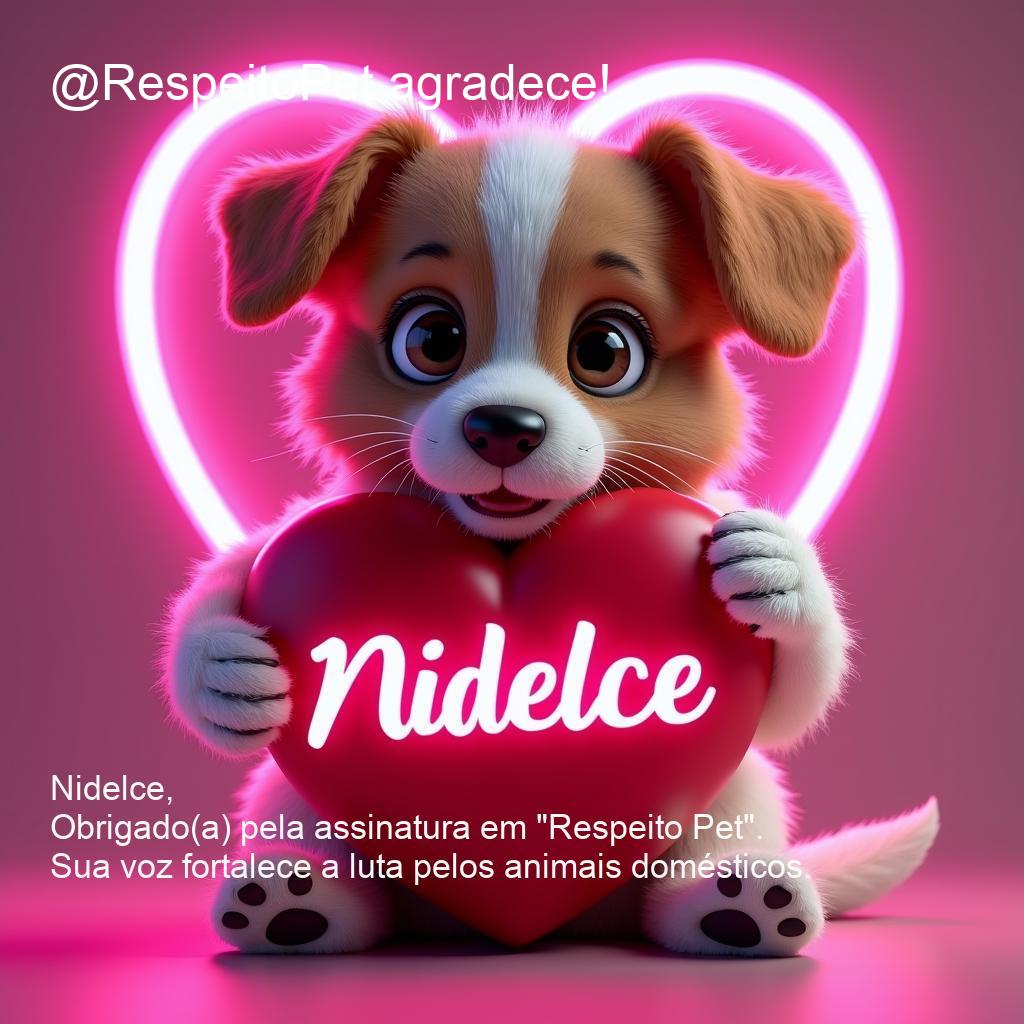 @RespeitoPet agradece!
Nidelce
Nidelce,
Obrigado(a) pela assinatura em "Respeito Pet".
Sua voz fortalece a luta pelos animais domésticos.